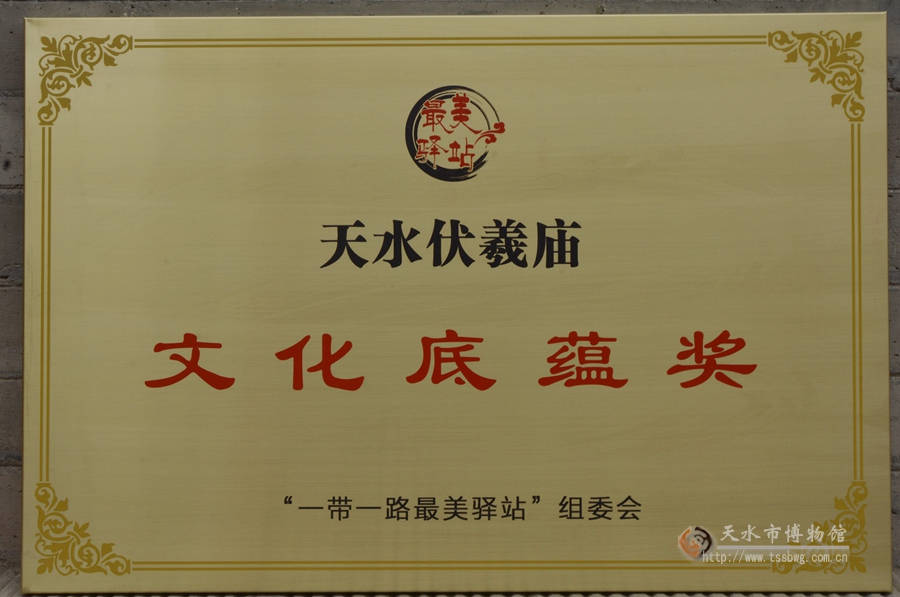 最美
驿站
天水伏羲庙
文化底蕴奖
“一带一路最美驿站”组委会
天水市博物馆
http://www.tssbwg.com.cn